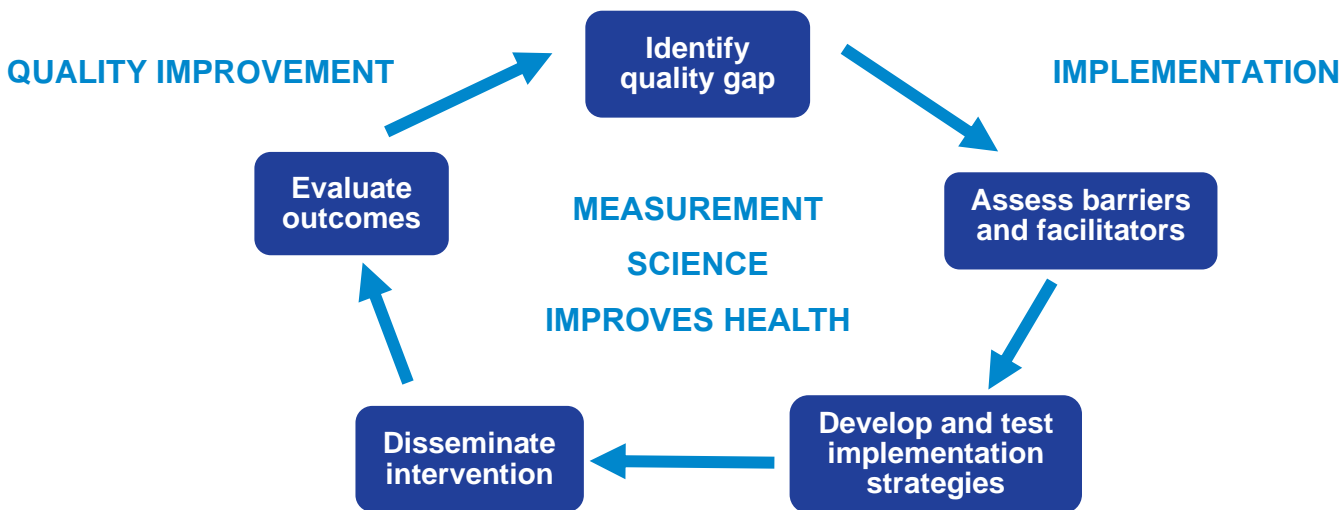 Identify
quality gap
QUALITY IMPROVEMENT
IMPLEMENTATION
Evaluate
outcomes
MEASUREMENT
SCIENCE
IMPROVES HEALTH
Assess barriers
and facilitators
Disseminate
intervention
Develop and test
implementation
strategies